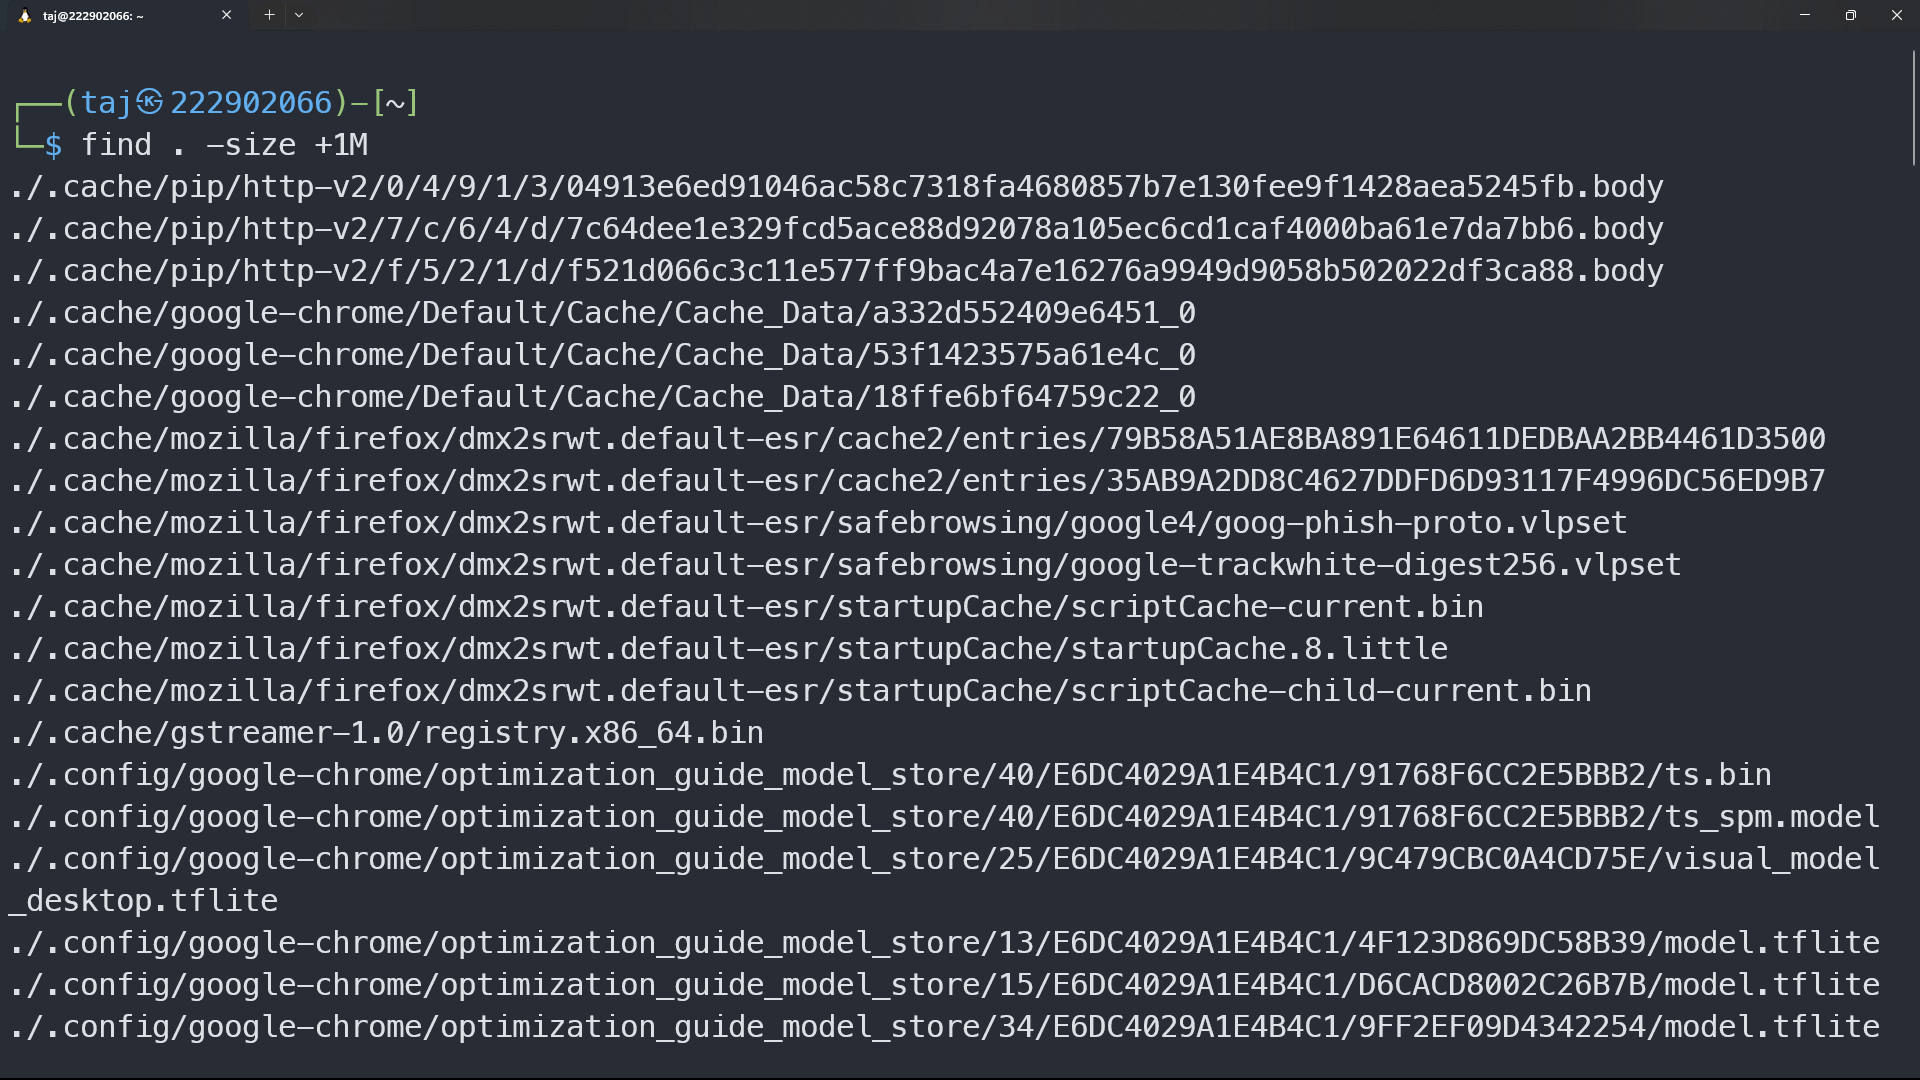 taj@222902066: ~
┌──(taj㉿222902066)-[~]
└─$ find . -size +1M
./.cache/pip/http-v2/0/4/9/1/3/04913e6ed91046ac58c7318fa4680857b7e130fee9f1428aea5245fb.body
./.cache/pip/http-v2/7/c/6/4/d/7c64dee1e329fcd5ace88d92078a105ec6cd1caf4000ba61e7da7bb6.body
./.cache/pip/http-v2/f/5/2/1/d/f521d066c3c11e577ff9bac4a7e16276a9949d9058b502022df3ca88.body
./.cache/google-chrome/Default/Cache/Cache_Data/a332d552409e6451_0
./.cache/google-chrome/Default/Cache/Cache_Data/53f1423575a61e4c_0
./.cache/google-chrome/Default/Cache/Cache_Data/18ffe6bf64759c22_0
./.cache/mozilla/firefox/dmx2srwt.default-esr/cache2/entries/79B58A51AE8BA891E64611DEDBAA2BB4461D3500
./.cache/mozilla/firefox/dmx2srwt.default-esr/cache2/entries/35AB9A2DD8C4627DDFD6D93117F4996DC56ED9B7
./.cache/mozilla/firefox/dmx2srwt.default-esr/safebrowsing/google4/goog-phish-proto.vlpset
./.cache/mozilla/firefox/dmx2srwt.default-esr/safebrowsing/google-trackwhite-digest256.vlpset
./.cache/mozilla/firefox/dmx2srwt.default-esr/startupCache/scriptCache-current.bin
./.cache/mozilla/firefox/dmx2srwt.default-esr/startupCache/startupCache.8.little
./.cache/mozilla/firefox/dmx2srwt.default-esr/startupCache/scriptCache-child-current.bin
./.cache/gstreamer-1.0/registry.x86_64.bin
./.config/google-chrome/optimization_guide_model_store/40/E6DC4029A1E4B4C1/91768F6CC2E5BBB2/ts.bin
./.config/google-chrome/optimization_guide_model_store/40/E6DC4029A1E4B4C1/91768F6CC2E5BBB2/ts_spm.model
./.config/google-chrome/optimization_guide_model_store/25/E6DC4029A1E4B4C1/9C479CBC0A4CD75E/visual_model
_desktop.tflite
./.config/google-chrome/optimization_guide_model_store/13/E6DC4029A1E4B4C1/4F123D869DC58B39/model.tflite
./.config/google-chrome/optimization_guide_model_store/15/E6DC4029A1E4B4C1/D6CACD8002C26B7B/model.tflite
./.config/google-chrome/optimization_guide_model_store/34/E6DC4029A1E4B4C1/9FF2EF09D4342254/model.tflite